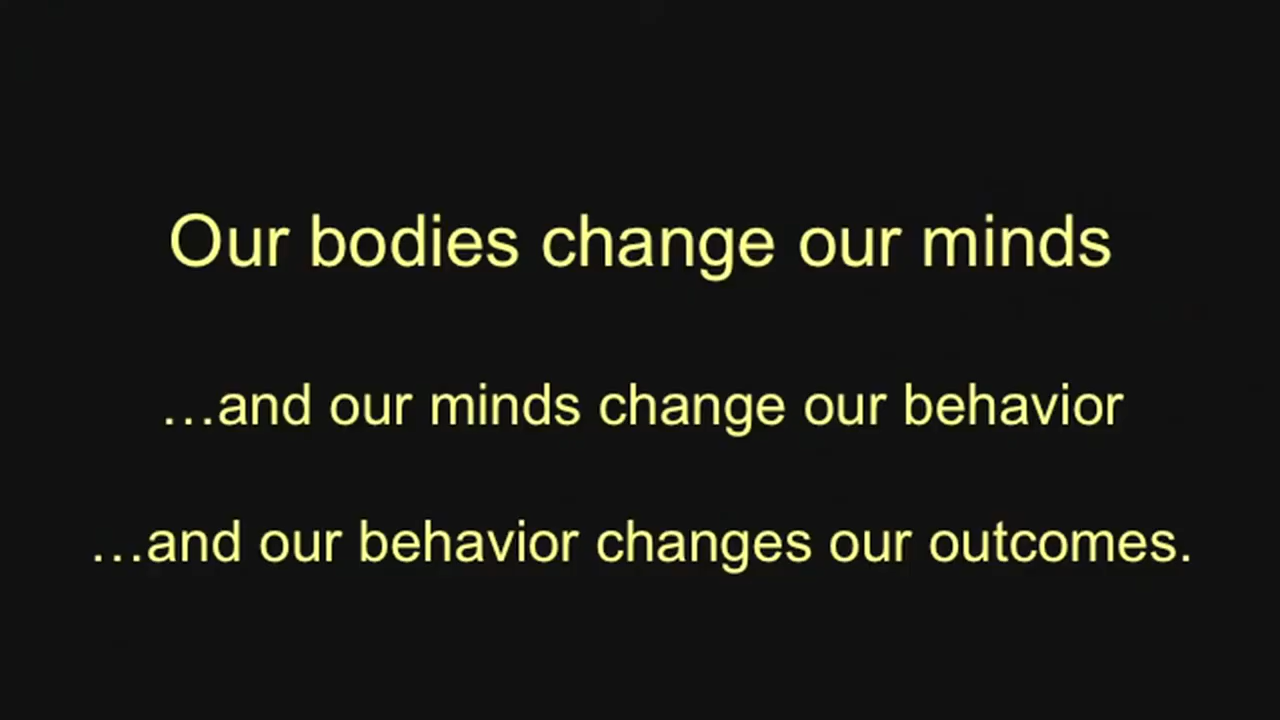 Our bodies change our minds
…and our minds change our behavior
…and our behavior changes our outcomes.